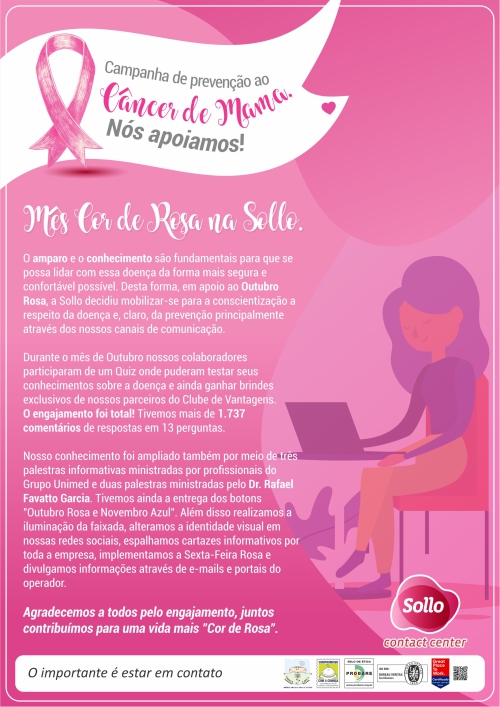 Campanha de prevenção ao
Câncer de Mama.
Nós apoiamos!
Mês Cor de Rosa na Sollo.
O amparo e o conhecimento são fundamentais para que se
possa lidar com essa doença da forma mais segura e
confortável possível. Desta forma, em apoio ao Outubro
Rosa, a Sollo decidiu mobilizar-se para a conscientização a
respeito da doença e, claro, da prevenção principalmente
através dos nossos canais de comunicação.
Durante o mês de Outubro nossos colaboradores
participaram de um Quiz onde puderam testar seus
conhecimentos sobre a doença e ainda ganhar brindes
exclusivos de nossos parceiros do Clube de Vantagens.
O engajamento foi total! Tivemos mais de 1.737
comentários de respostas em 13 perguntas.
Nosso conhecimento foi ampliado também por meio de três
palestras informativas ministradas por profissionais do
Grupo Unimed e duas palestras ministradas pelo Dr. Rafael
Favatto Garcia. Tivemos ainda a entrega dos botons
"Outubro Rosa e Novembro Azul". Além disso realizamos a
iluminação da faixada, alteramos a identidade visual em
nossas redes sociais, espalhamos cartazes informativos por
toda a empresa, implementamos a Sexta-Feira Rosa e
divulgamos informações através de e-mails e portais do
operador.
Agradecemos a todos pelo engajamento, juntos
contribuímos para uma vida mais "Cor de Rosa".
Sollo
contact center
O importante é estar em contato
SELO DE ÉTICA
PROBARE
BUREAU VERITAS
Certification
Great
Place
To
Work.